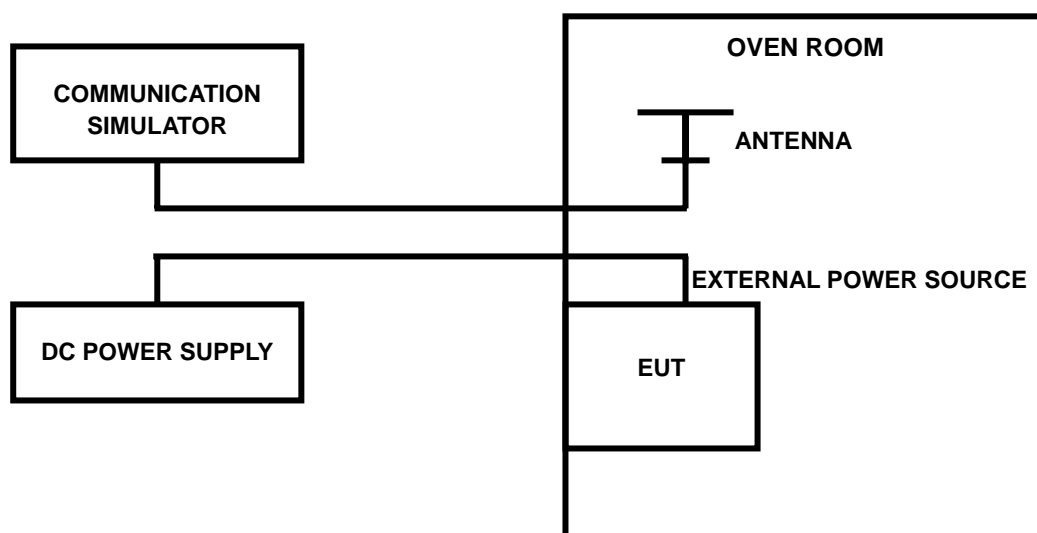 OVEN ROOM
COMMUNICATION
SIMULATOR
ANTENNA
EXTERNAL POWER SOURCE
DC POWER SUPPLY
EUT